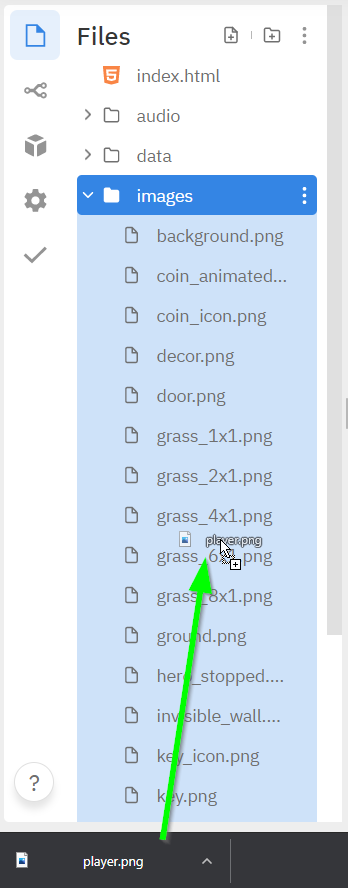 Files
index.html
audio
data
images
background.png
coin_animated...
coin_icon.png
decor.png
door.png
grass_1x1.png
grass_2x1.png
grass_4x1.png
player.png
grass_6x1.png
grass_8x1.png
ground.png
hero_stopped....
invisible_wall....
key_icon.png
key.png
?
player.png